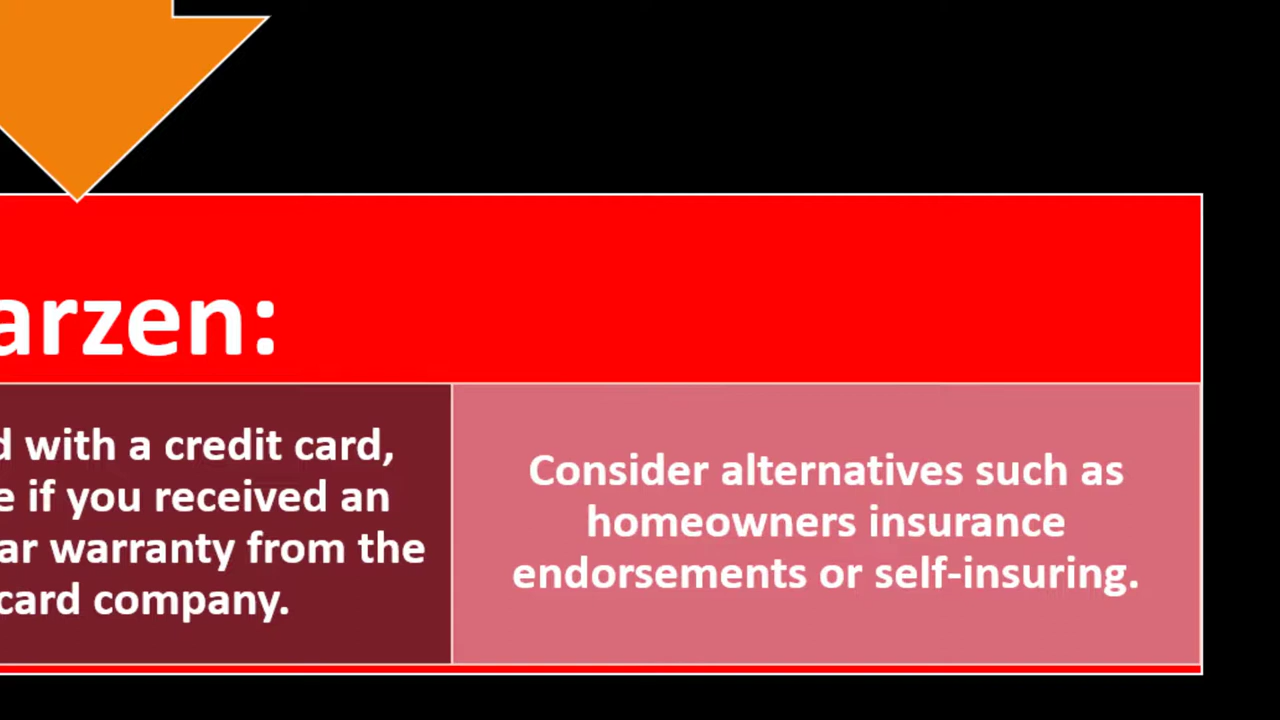 arzen:
d with a credit card,
e if you received an
ar warranty from the
card company.
Consider alternatives such as
homeowners insurance
endorsements or self-insuring.